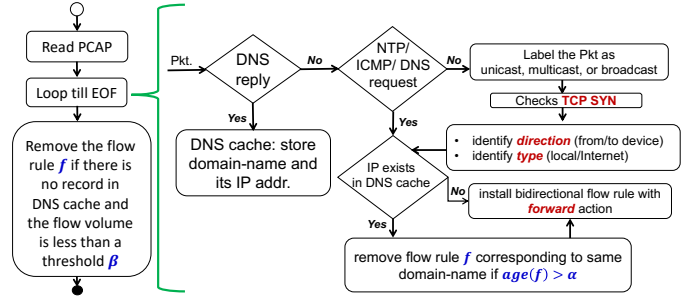 Read PCAP
Loop till EOF
Remove the flow
rule f if there is
no record in
DNS cache and
the flow volume
is less than a
threshold β
Pkt.
DNS
reply
No
Yes
DNS cache: store
domain-name and
its IP addr.
NTP/
ICMP/ DNS
request
No
Yes
Label the Pkt as
unicast, multicast, or broadcast
Checks TCP SYN
• identify direction (from/to device)
• identify type (local/Internet)
IP exists
in DNS cache
No
Yes
install bidirectional flow rule with
forward action
remove flow rule f corresponding to same
domain-name if age(f) > α